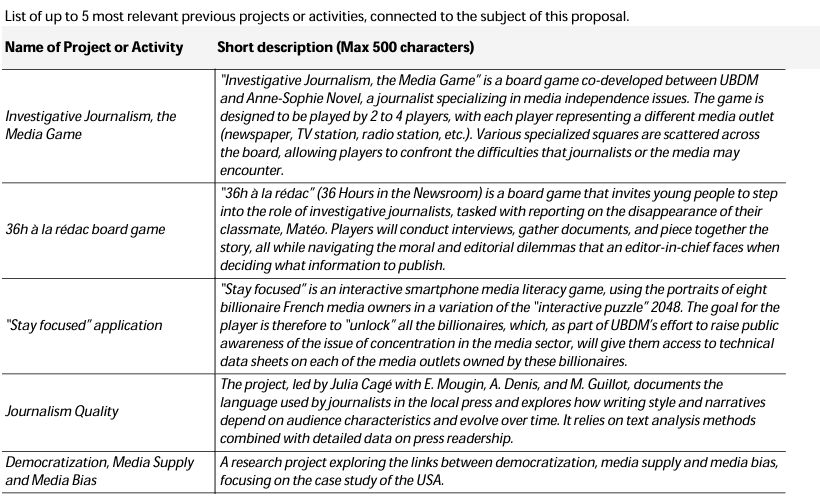 List of up to 5 most relevant previous projects or activities, connected to the subject of this proposal.
Name of Project or Activity
Short description (Max 500 characters)
Investigative Journalism, the
Media Game
"Investigative Journalism, the Media Game" is a board game co-developed between UBDM
and Anne-Sophie Novel, a journalist specializing in media independence issues. The game is
designed to be played by 2 to 4 players, with each player representing a different media outlet
(newspaper, TV station, radio station, etc.). Various specialized squares are scattered across
the board, allowing players to confront the difficulties that journalists or the media may
encounter.
36h à la rédac board game
"36h à la rédac" (36 Hours in the Newsroom) is a board game that invites young people to step
into the role of investigative journalists, tasked with reporting on the disappearance of their
classmate, Matéo. Players will conduct interviews, gather documents, and piece together the
story, all while navigating the moral and editorial dilemmas that an editor-in-chief faces when
deciding what information to publish.
"Stay focused" application
"Stay focused" is an interactive smartphone media literacy game, using the portraits of eight
billionaire French media owners in a variation of the "interactive puzzle" 2048. The goal for the
player is therefore to "unlock" all the billionaires, which, as part of UBDM's effort to raise public
awareness of the issue of concentration in the media sector, will give them access to technical
data sheets on each of the media outlets owned by these billionaires.
Journalism Quality
The project, led by Julia Cagé with E. Mougin, A. Denis, and M. Guillot, documents the
language used by journalists in the local press and explores how writing style and narratives
depend on audience characteristics and evolve over time. It relies on text analysis methods
combined with detailed data on press readership.
Democratization, Media Supply
and Media Bias
A research project exploring the links between democratization, media supply and media bias,
focusing on the case study of the USA.